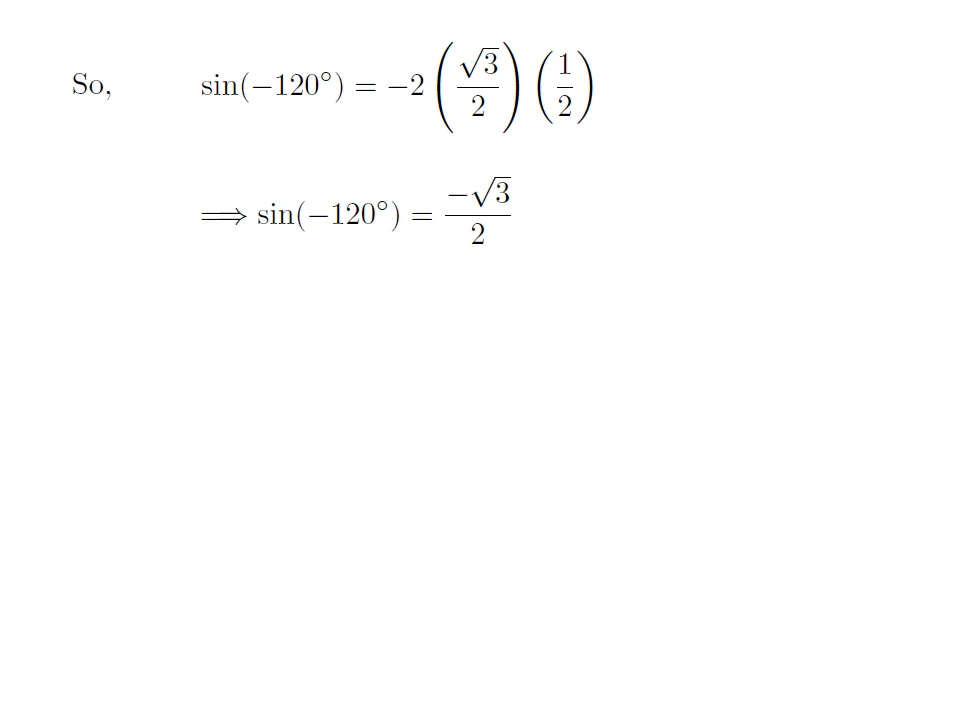 So, sin(−120°) = −2 (√3/2) (1/2)
⟹ sin(−120°) = −√3/2